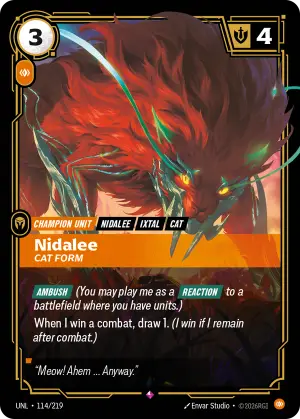 3
4
CHAMPION UNIT NIDALEE IXTAL CAT
Nidalee
CAT FORM
AMBUSH (You may play me as a REACTION to a
battlefield where you have units.)
When I win a combat, draw 1. (I win if I remain
after combat.)
"Meow! Ahem ... Anyway."
UNL • 114/219
Envar Studio • ©2026RGI